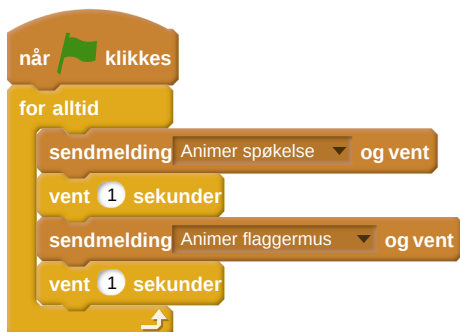 når klikkes
for alltid
sendmelding Animer spøkelse og vent
vent 1 sekunder
sendmelding Animer flaggermus og vent
vent 1 sekunder